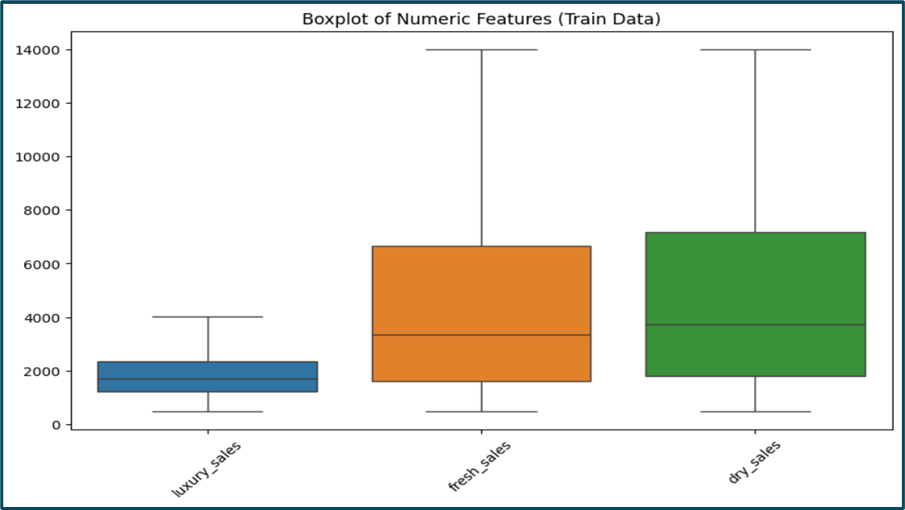 Boxplot of Numeric Features (Train Data)
14000
12000
10000
8000
6000
4000
2000
0
luxury_sales
fresh_sales
dry_sales